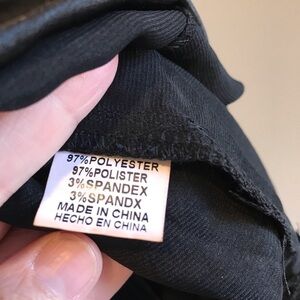 97%POLYESTER
97%POLISTER
3%SPANDEX
3%SPANDX
MADE IN CHINA
HECHO EN CHINA